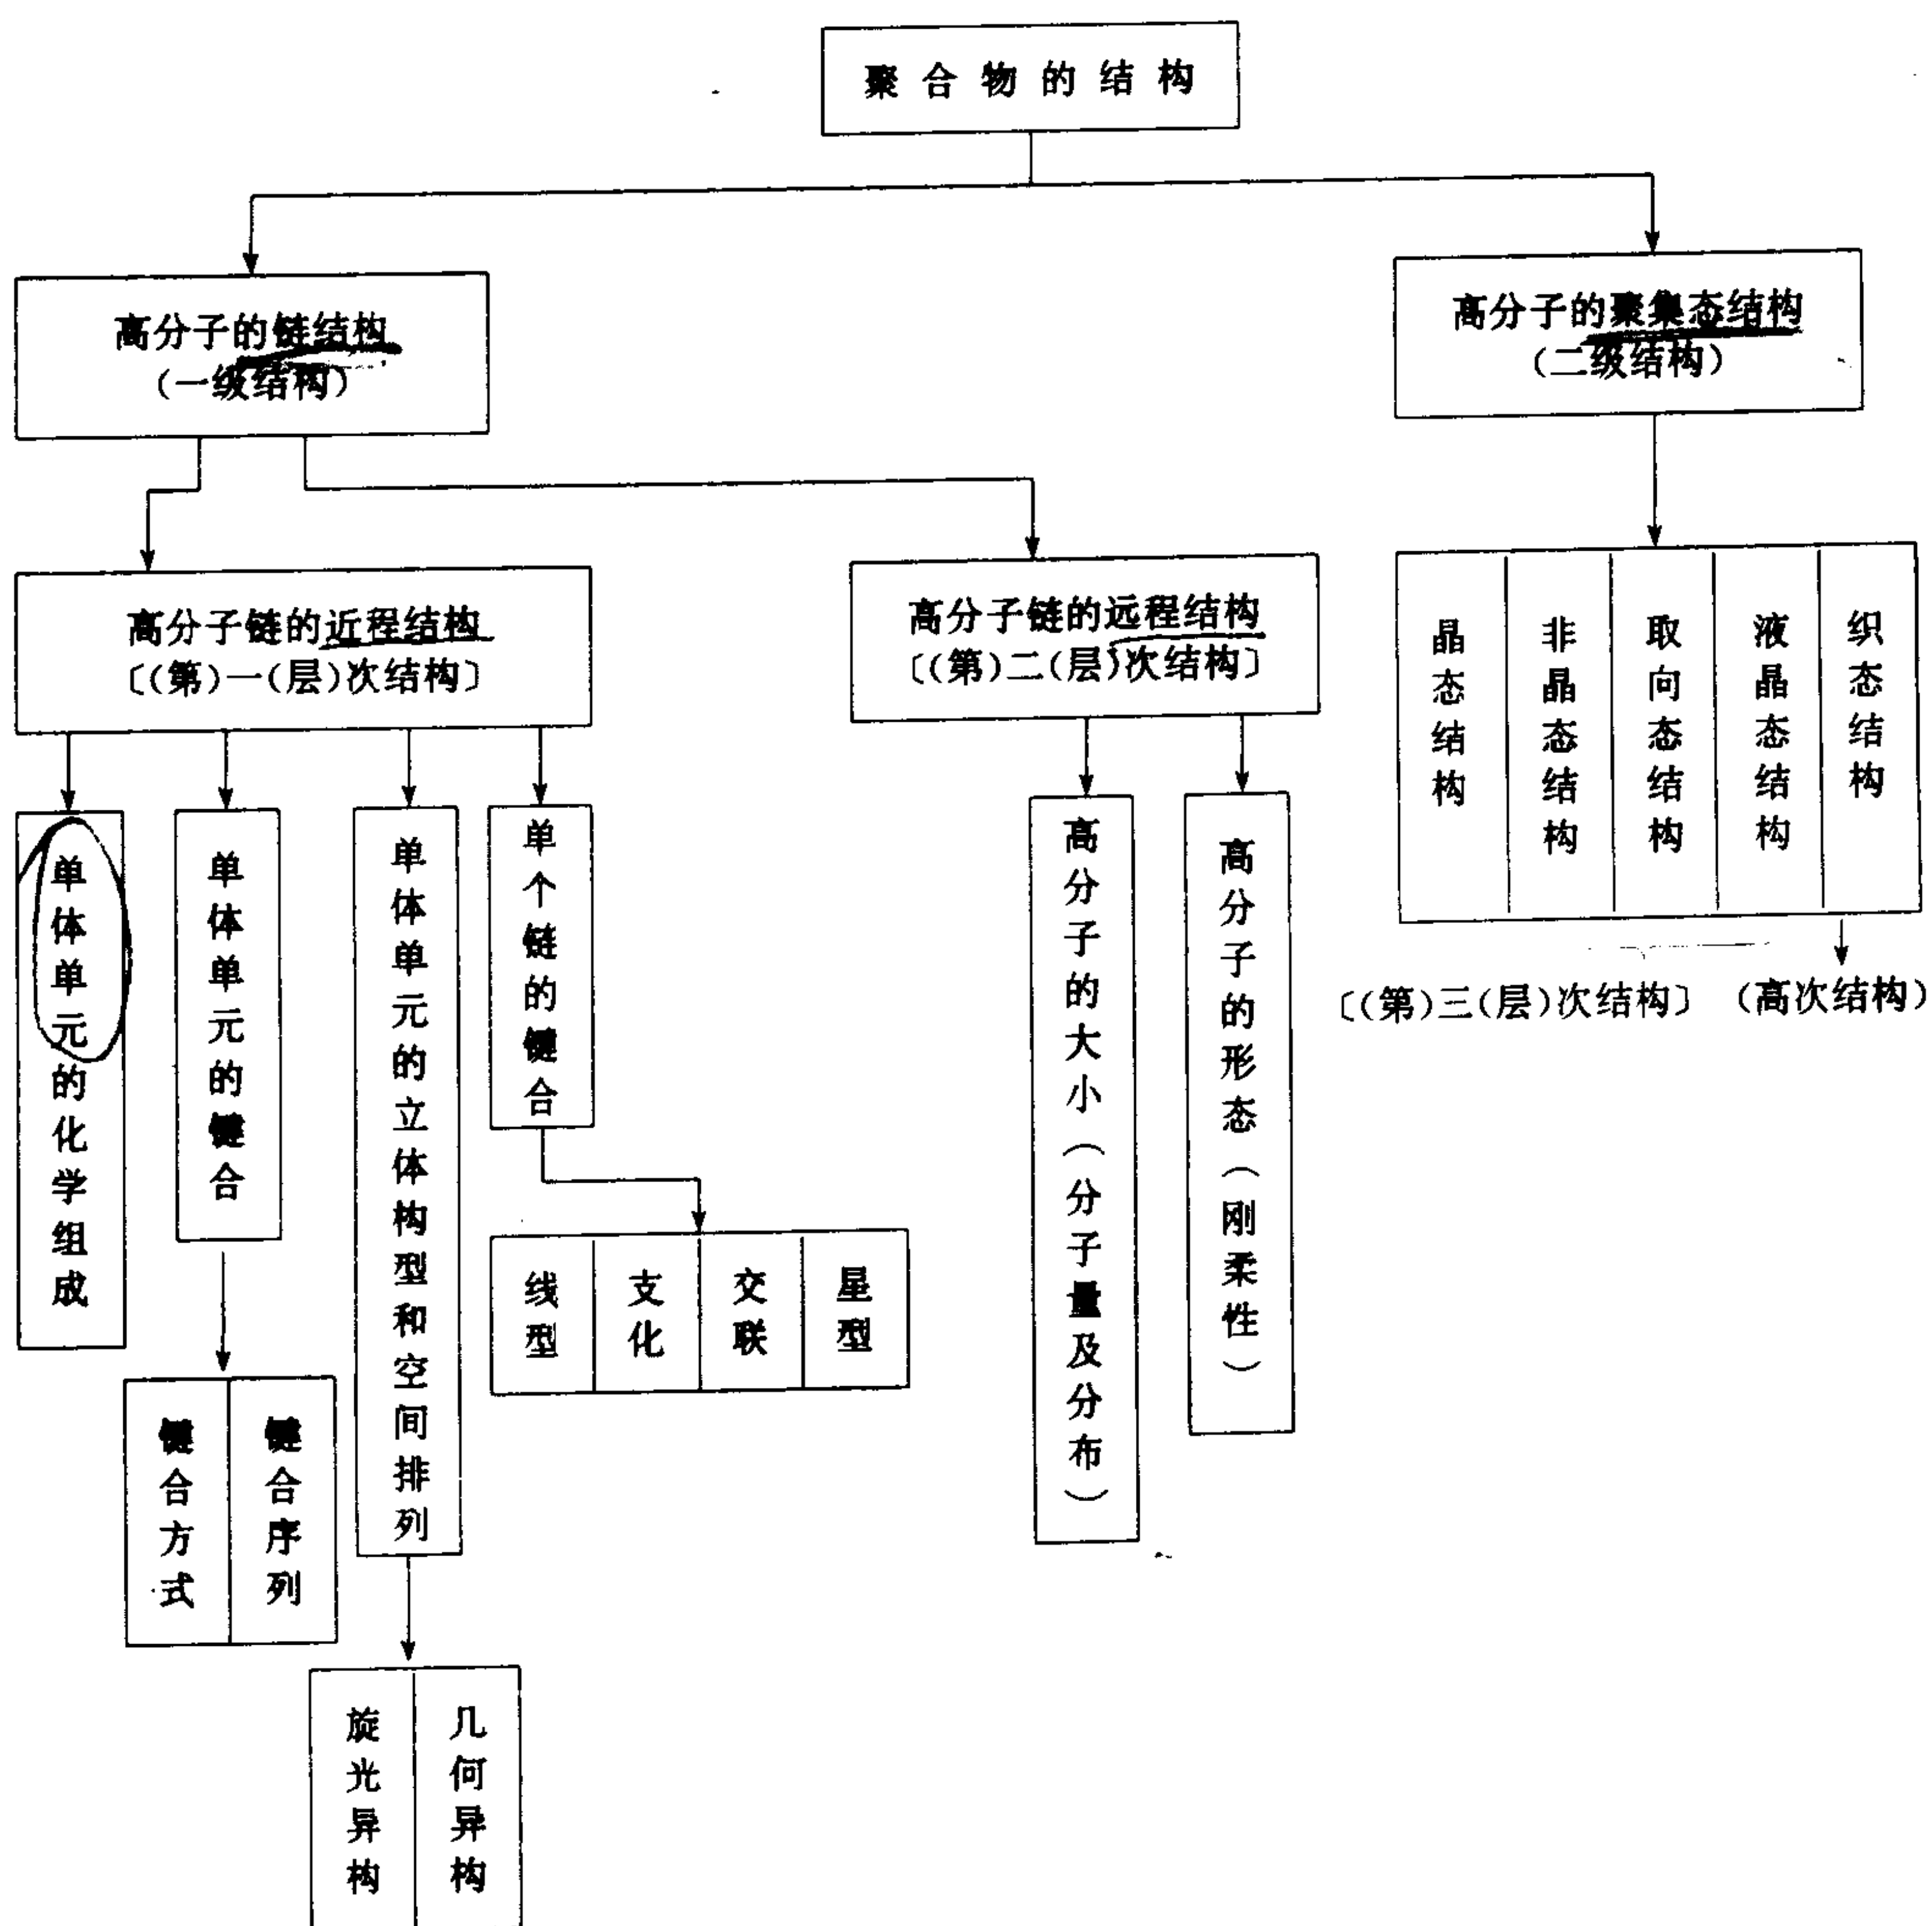 聚合物的结构
高分子的链结构
（一级结构）
高分子的聚集态结构
（二级结构）
高分子链的近程结构
〔(第)一(层)次结构〕
高分子链的远程结构
〔(第)二(层)次结构〕
晶态结构
非晶态结构
取向态结构
液晶态结构
织态结构
〔(第)三(层)次结构〕
（高次结构）
单体单元的化学组成
单体单元的键合
单体单元的立体构型和空间排列
单个链的键合
高分子的大小（分子量及分布）
高分子的形态（刚柔性）
线型
支化
交联
星型
键合方式
键合序列
旋光异构
几何异构